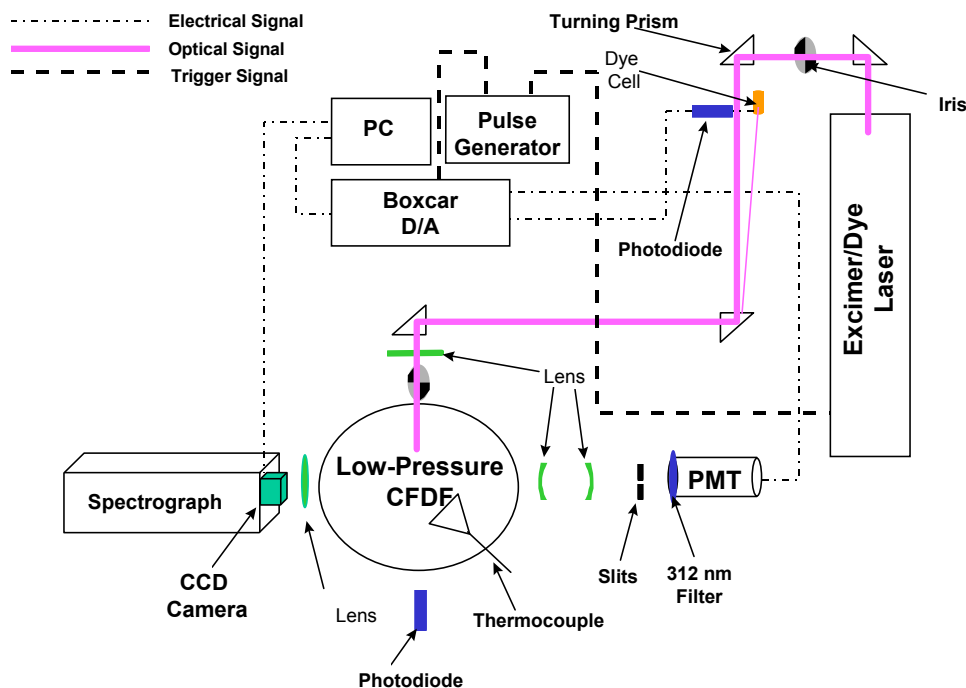 Electrical Signal
Optical Signal
Trigger Signal
Turning Prism
Dye
Cell
Iris
PC
Pulse
Generator
Boxcar
D/A
Photodiode
Excimer/Dye
Laser
Lens
Low-Pressure
CFDF
Spectrograph
PMT
CCD
Camera
Lens
Thermocouple
Slits
312 nm
Filter
Photodiode